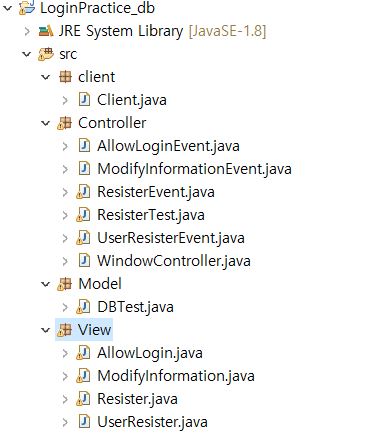 LoginPractice_db
JRE System Library [JavaSE-1.8]
src
client
Client.java
Controller
AllowLoginEvent.java
ModifyInformationEvent.java
ResisterEvent.java
ResisterTest.java
UserResisterEvent.java
WindowController.java
Model
DBTest.java
View
AllowLogin.java
ModifyInformation.java
Resister.java
UserResister.java